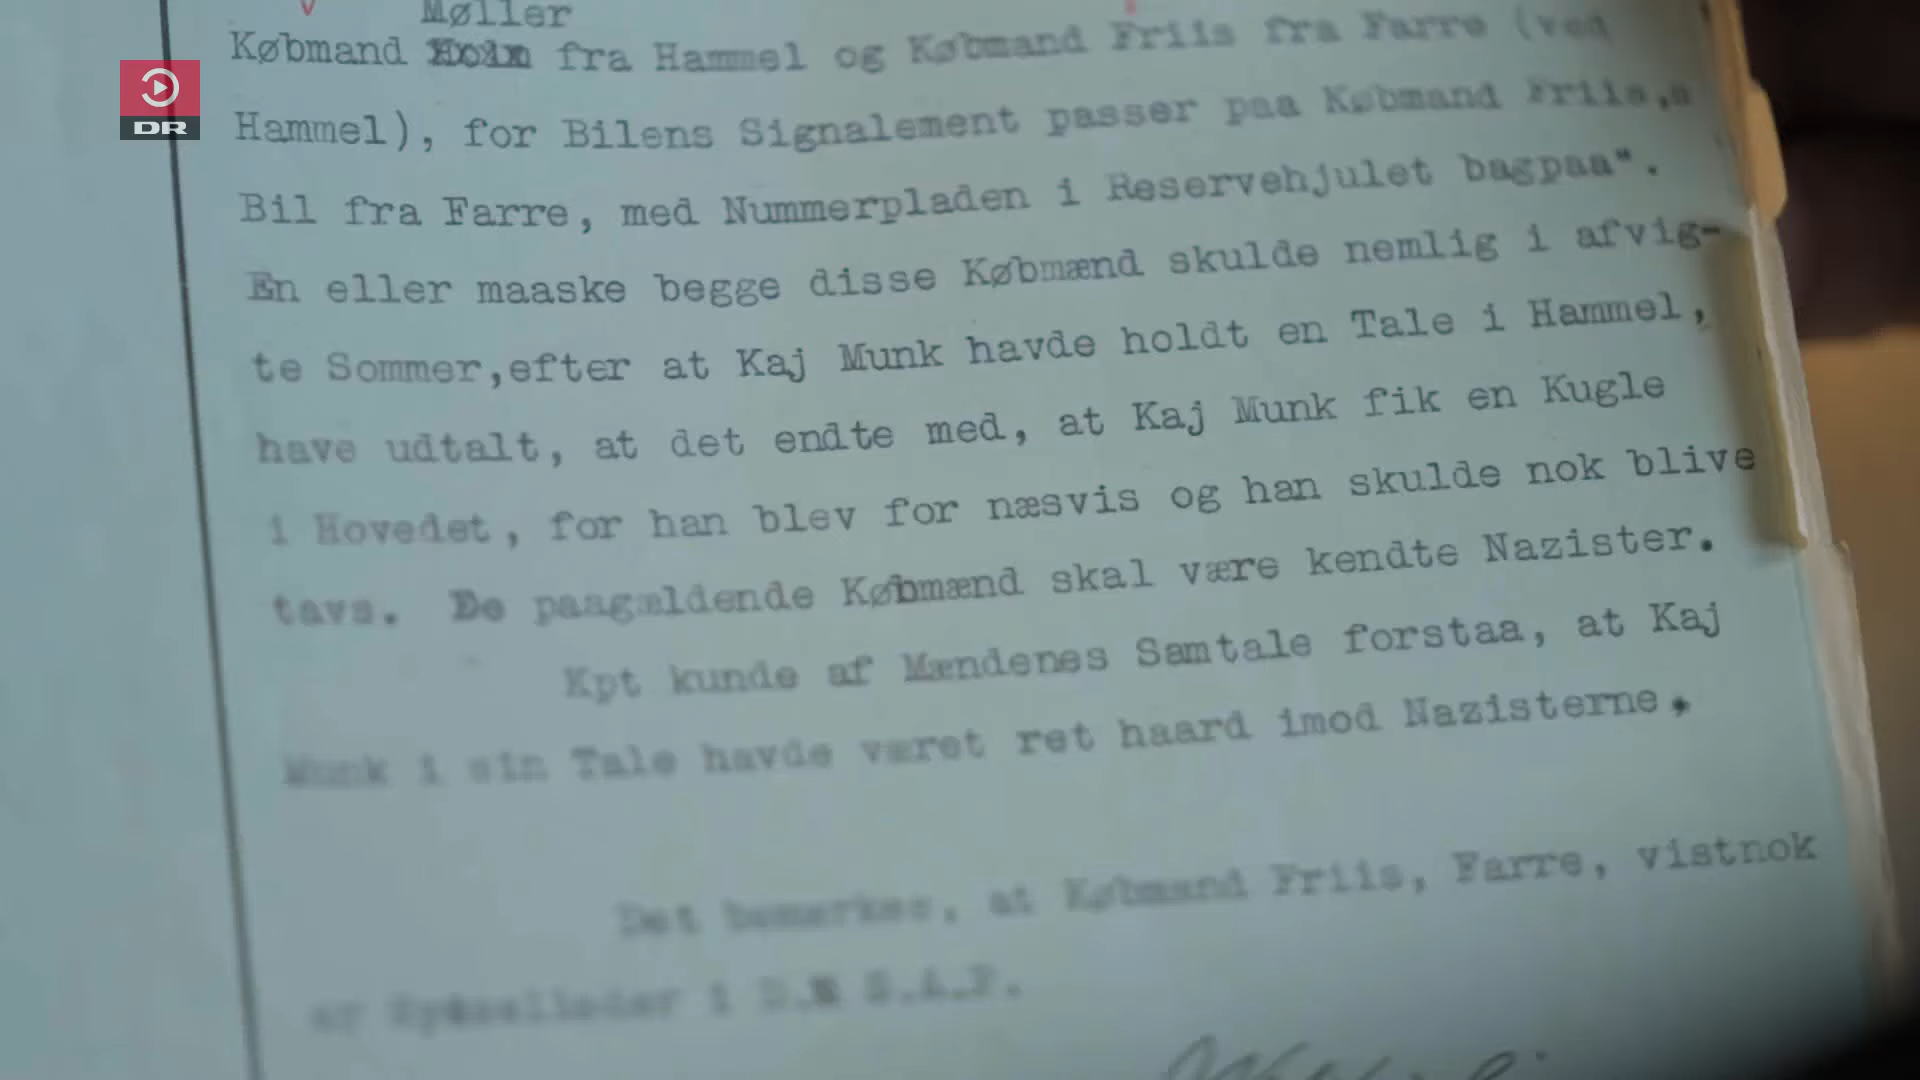 Møller
Købmand Holm fra Hammel og Købmand Friis fra Farre (ved
DR
Hammel), for Bilens Signalement passer paa Købmand Friis,s
Bil fra Farre, med Nummerpladen i Reservehjulet bagpaa".
En eller maaske begge disse Købmænd skulde nemlig i afvig-
te Sommer,efter at Kaj Munk havde holdt en Tale i Hammel,
have udtalt, at det endte med, at Kaj Munk fik en Kugle
i Hovedet, for han blev for næsvis og han skulde nok blive
tavs. De paagældende Købmænd skal være kendte Nazister.
Kpt kunde af Mændenes Samtale forstaa, at Kaj
Munk i sin Tale havde været ret haard imod Nazisterne.
Det bemærkes, at Købmand Friis, Farre, vistnok
er Sysselleder i D.N.S.A.P.